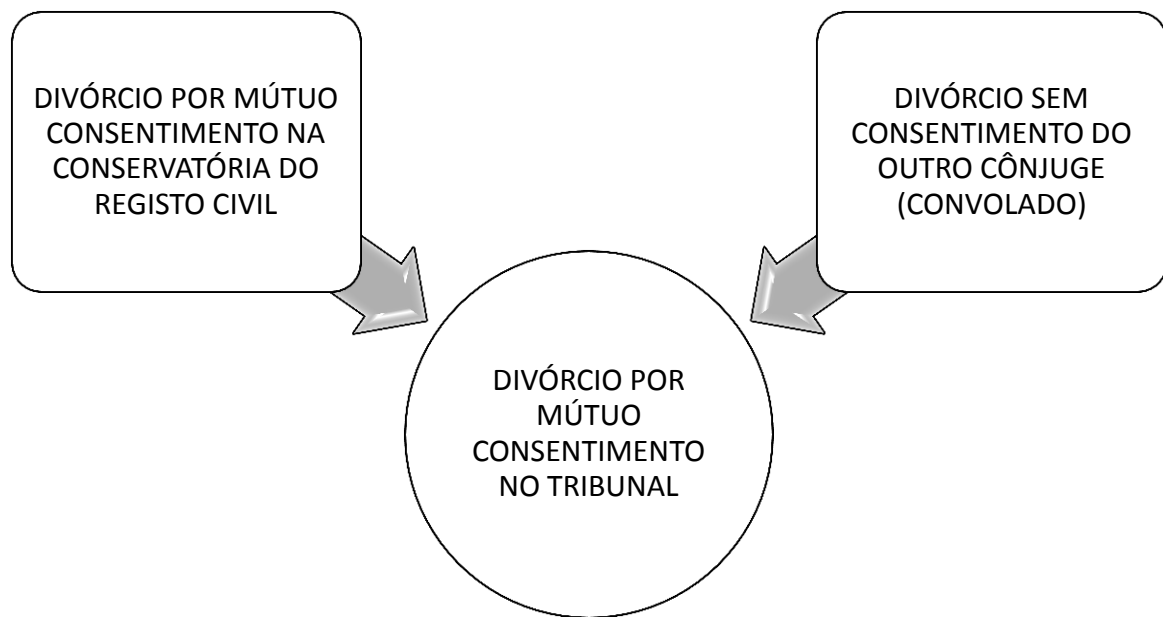 DIVÓRCIO POR MÚTUO
CONSENTIMENTO NA
CONSERVATÓRIA DO
REGISTO CIVIL
DIVÓRCIO SEM
CONSENTIMENTO DO
OUTRO CÔNJUGE
(CONVOLADO)
DIVÓRCIO POR
MÚTUO
CONSENTIMENTO
NO TRIBUNAL